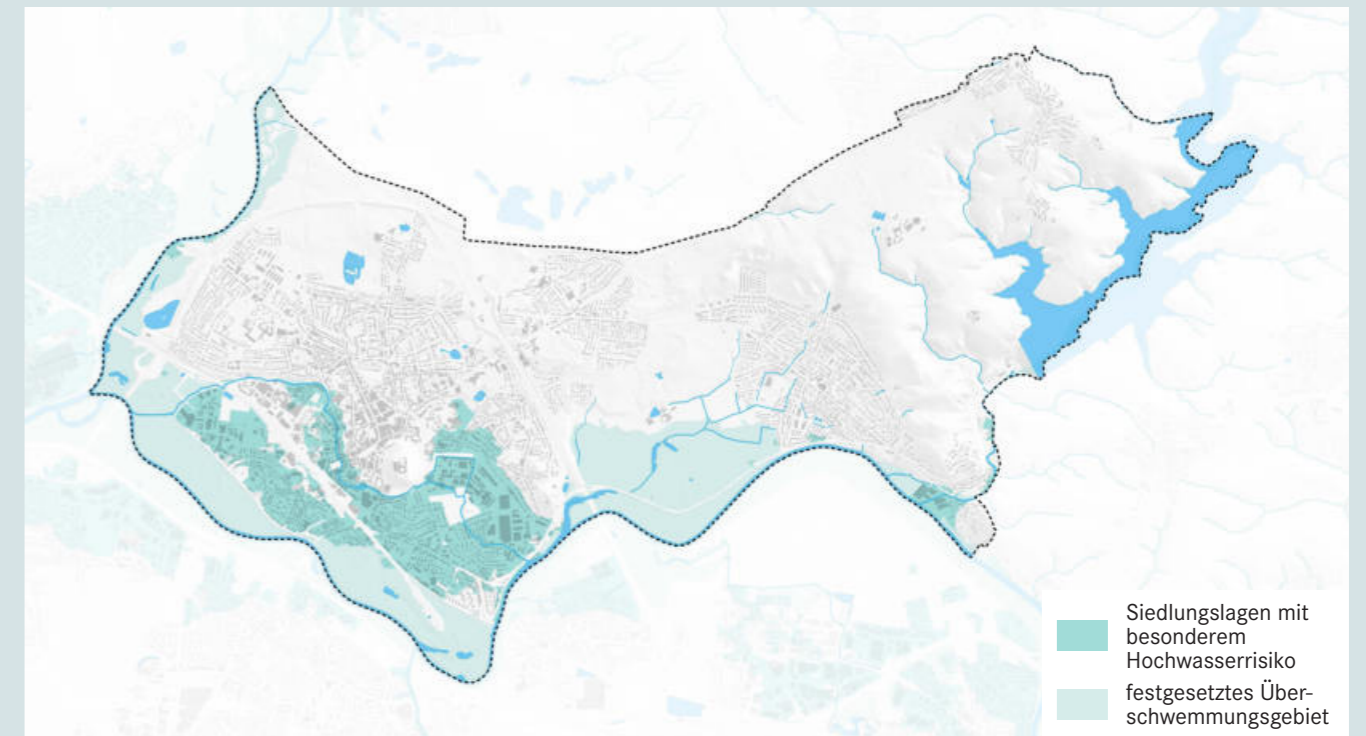 Siedlungslagen mit
besonderem
Hochwasserrisiko
festgesetztes Über-
schwemmungsgebiet